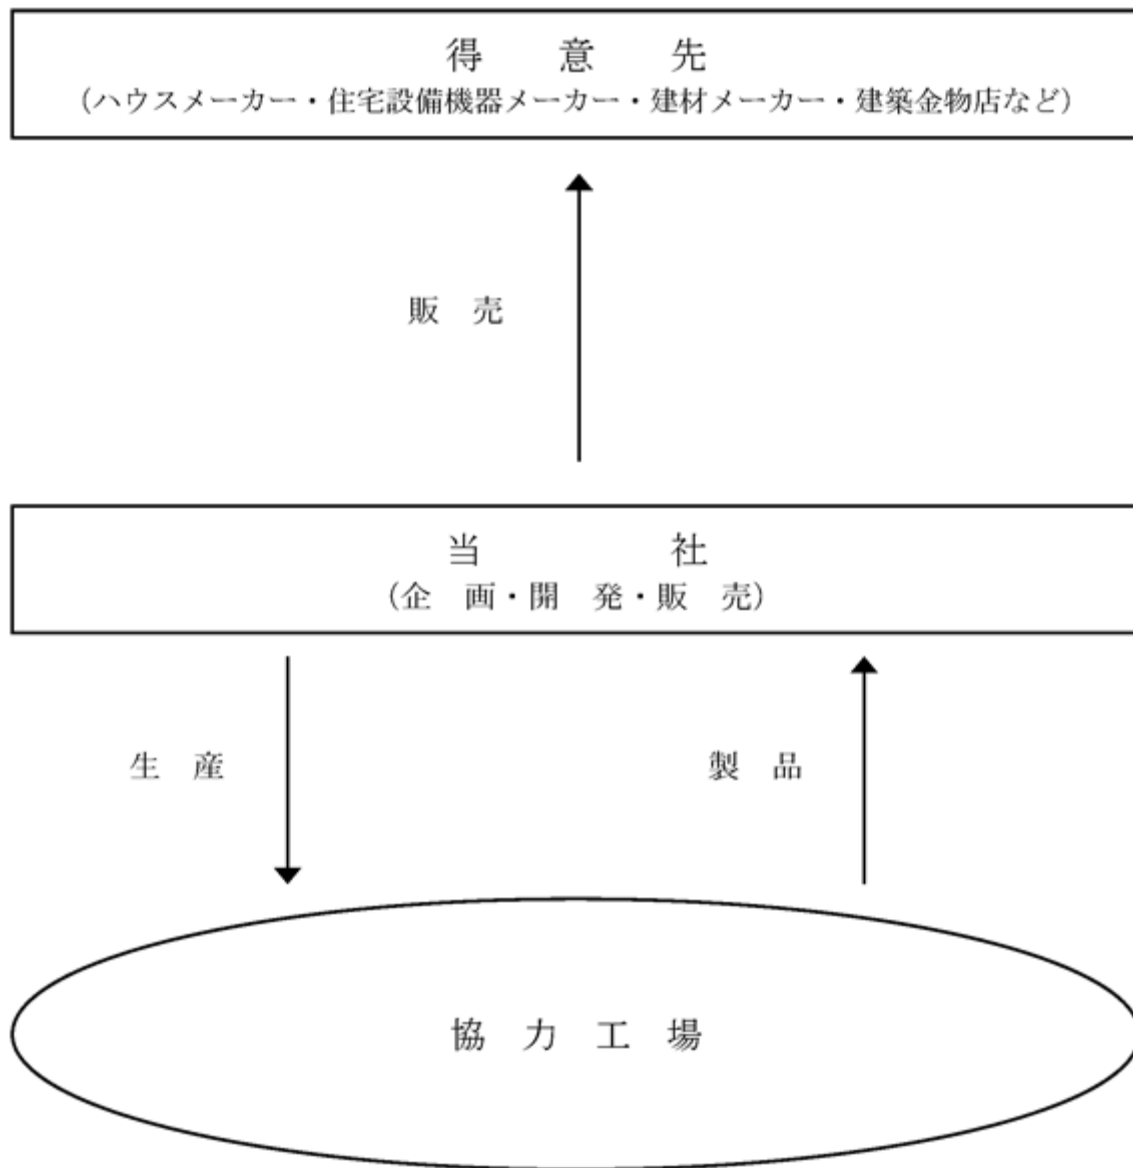 得　意　先
（ハウスメーカー・住宅設備機器メーカー・建材メーカー・建築金物店など）
販　売
当　社
（企　画・開　発・販　売）
生　産
製　品
協　力　工　場